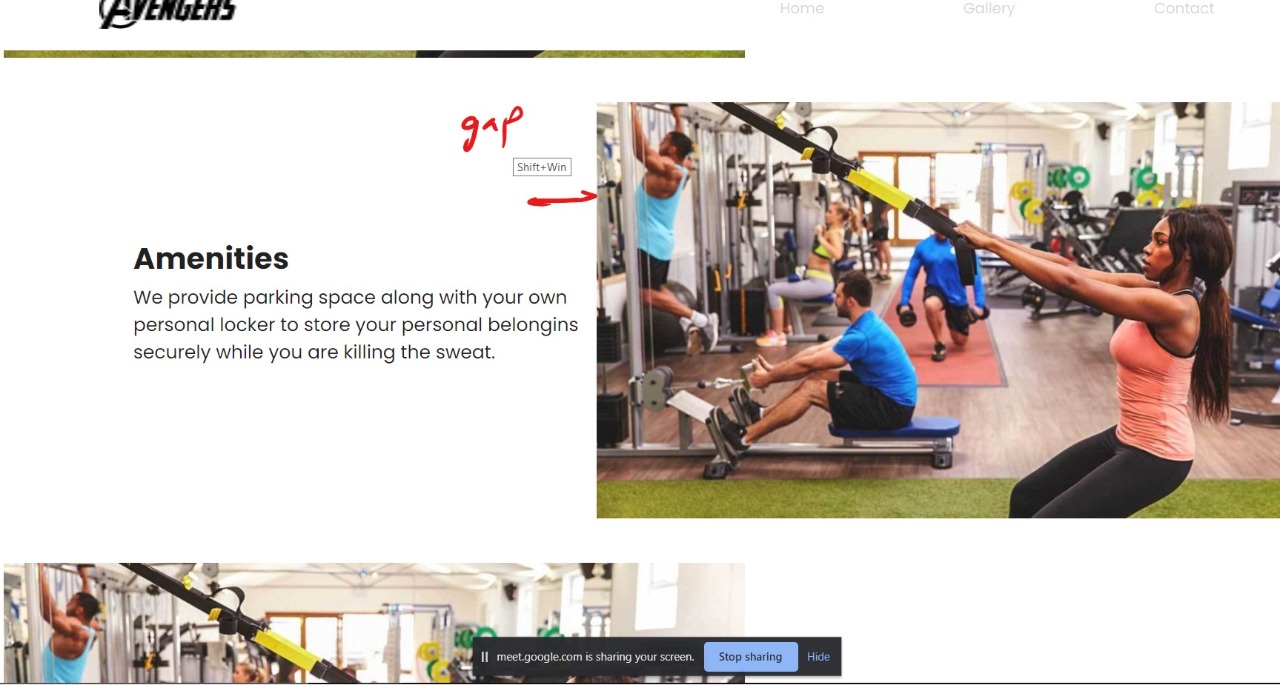 AVENGERS
Home
Gallery
Contact
gap
Shift+Win
Amenities
We provide parking space along with your own
personal locker to store your personal belongins
securely while you are killing the sweat.
meet.google.com is sharing your screen.
Stop sharing
Hide